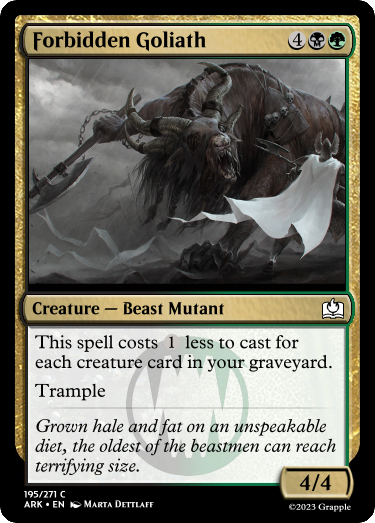 Forbidden Goliath 4
Creature — Beast Mutant
This spell costs 1 less to cast for
each creature card in your graveyard.
Trample
Grown hale and fat on an unspeakable
diet, the oldest of the beastmen can reach
terrifying size.
4/4
195/271 C
ARK • EN Marta Dettlaff
©2023 Grapple